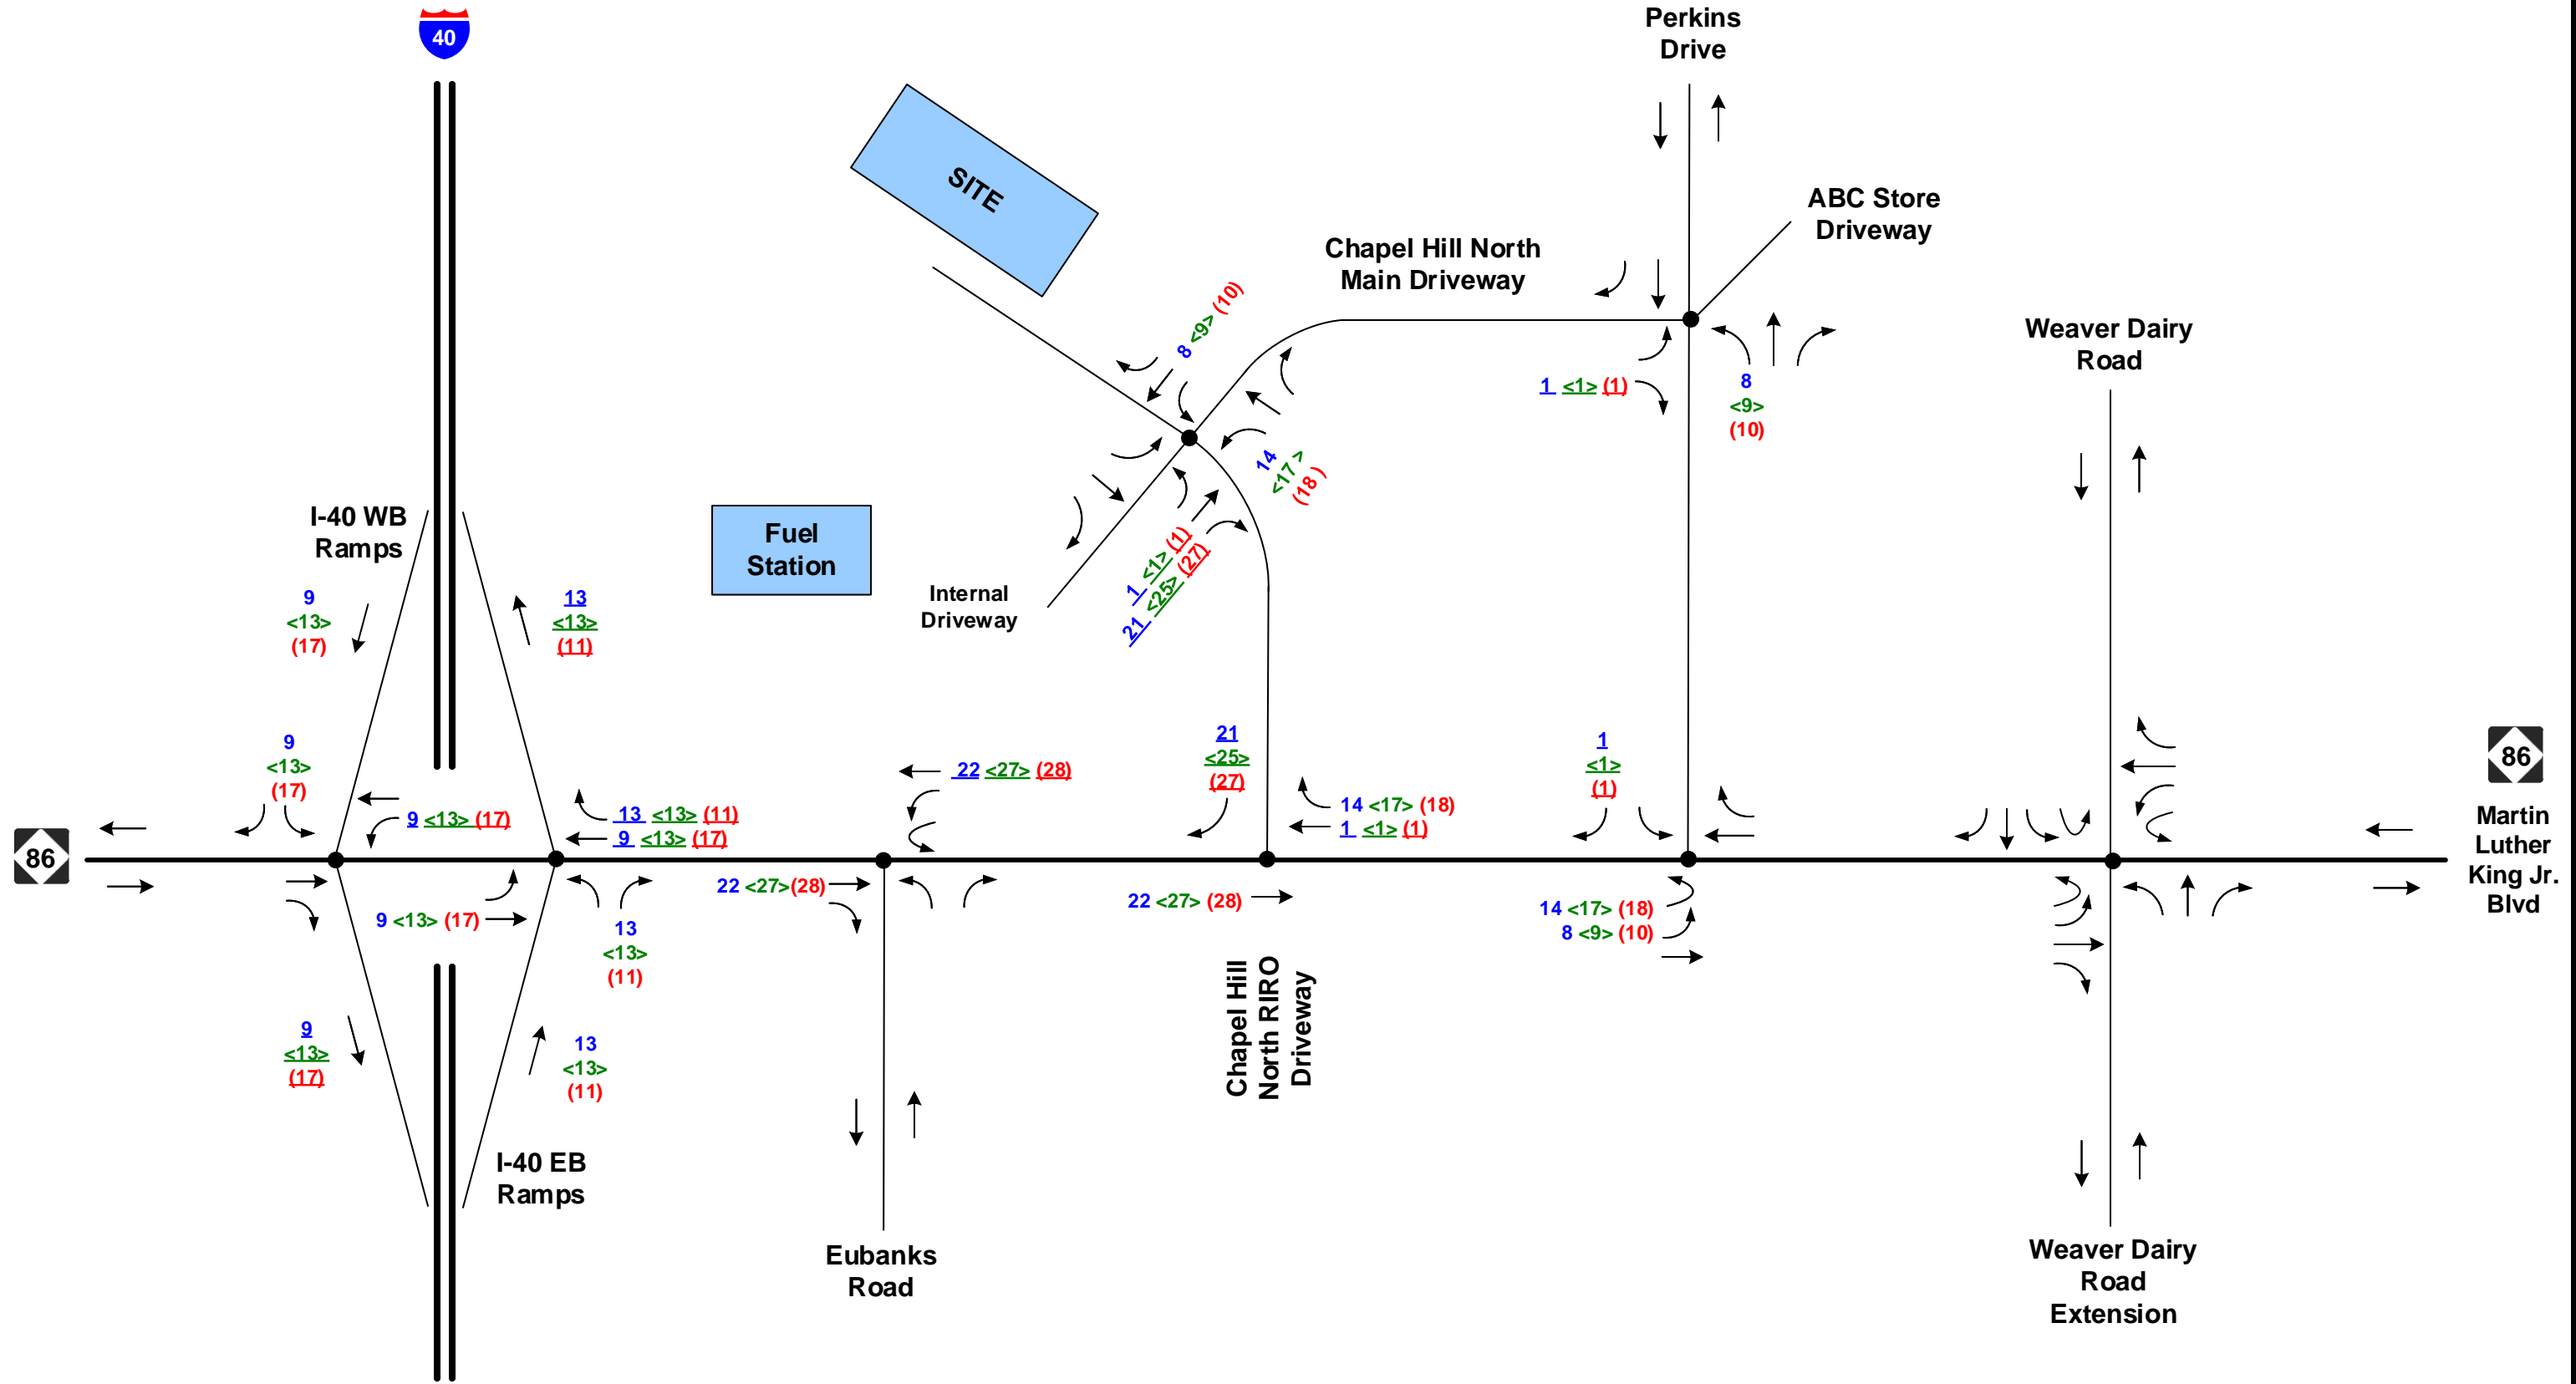 40
Perkins
Drive
SITE
ABC Store
Driveway
Chapel Hill North
Main Driveway
8 <9> (10)
Weaver Dairy
Road
1 <1> (1)
8
<9>
(10)
14
<17 >
(18 )
I-40 WB
Ramps
Fuel
Station
1 <1> (1)
21 <25> (27)
Internal
Driveway
9
<13>
(17)
13
<13>
(11)
9
<13>
(17)
9 <13> (17)
13 <13> (11)
9 <13> (17)
22 <27> (28)
21
<25>
(27)
14 <17> (18)
1 <1> (1)
1
<1>
(1)
86
Martin
Luther
King Jr.
Blvd
86
9 <13> (17)
13
<13>
(11)
22 <27>(28)
22 <27> (28)
14 <17> (18)
8 <9> (10)
Chapel Hill
North RIRO
Driveway
9
<13>
(17)
13
<13>
(11)
I-40 EB
Ramps
Eubanks
Road
Weaver Dairy
Road
Extension